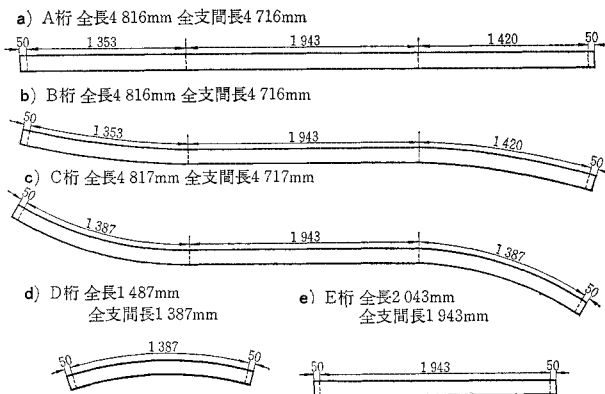 a) A桁 全長4 816mm 全支間長4 716mm
50 1 353 1 943 1 420 50
b) B桁 全長4 816mm 全支間長4 716mm
50 1 353 1 943 1 420 50
c) C桁 全長4 817mm 全支間長4 717mm
50 1 387 1 943 1 387 50
d) D桁 全長1 487mm
全支間長1 387mm
e) E桁 全長2 043mm
全支間長1 943mm
50 1 387 50
50 1 943 50